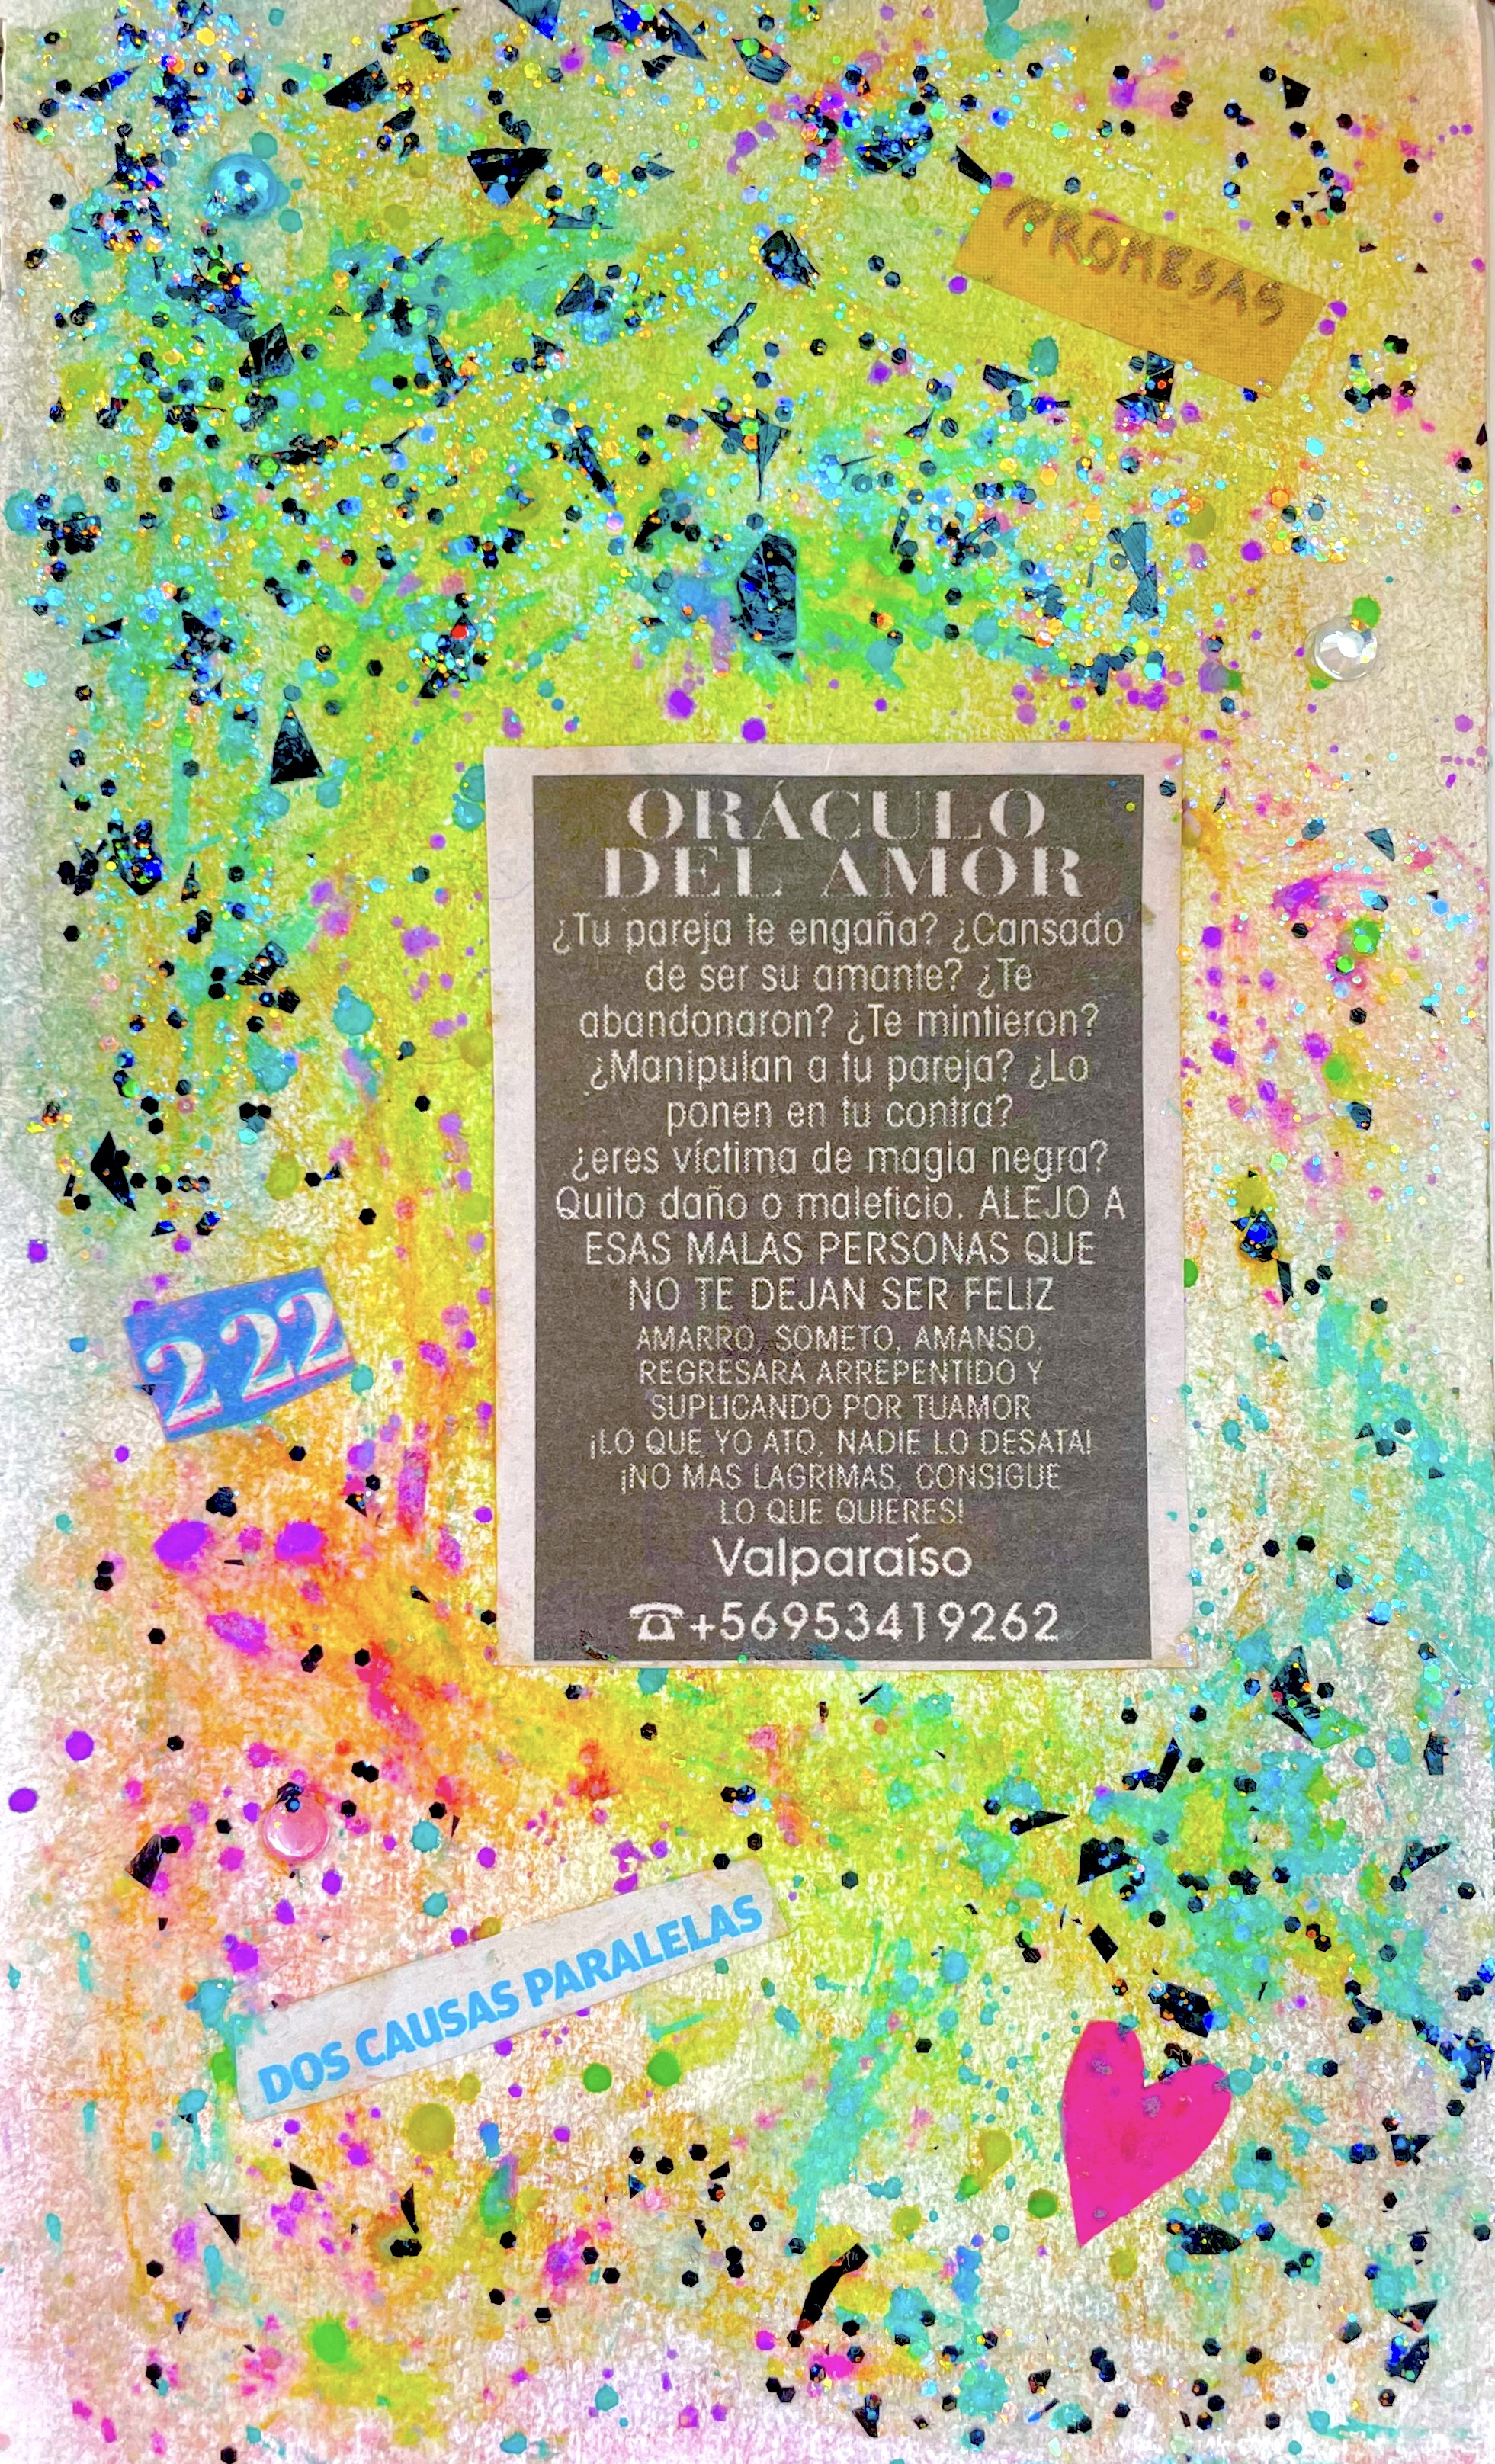 PROMESAS
ORÁCULO
DEL AMOR
¿Tu pareja te engaña? ¿Cansado
de ser su amante? ¿Te
abandonaron? ¿Te mintieron?
¿Manipulan a tu pareja? ¿Lo
ponen en tu contra?
¿eres víctima de magia negra?
Quito daño o maleficio. ALEJO A
ESAS MALAS PERSONAS QUE
NO TE DEJAN SER FELIZ
AMARRO, SOMETO, AMANSO,
REGRESARÁ ARREPENTIDO Y
SUPLICANDO POR TUAMOR
¡LO QUE YO ATO, NADIE LO DESATA!
¡NO MAS LAGRIMAS, CONSIGUE
LO QUE QUIERES!
Valparaíso
☎+56953419262
2 22
DOS CAUSAS PARALELAS